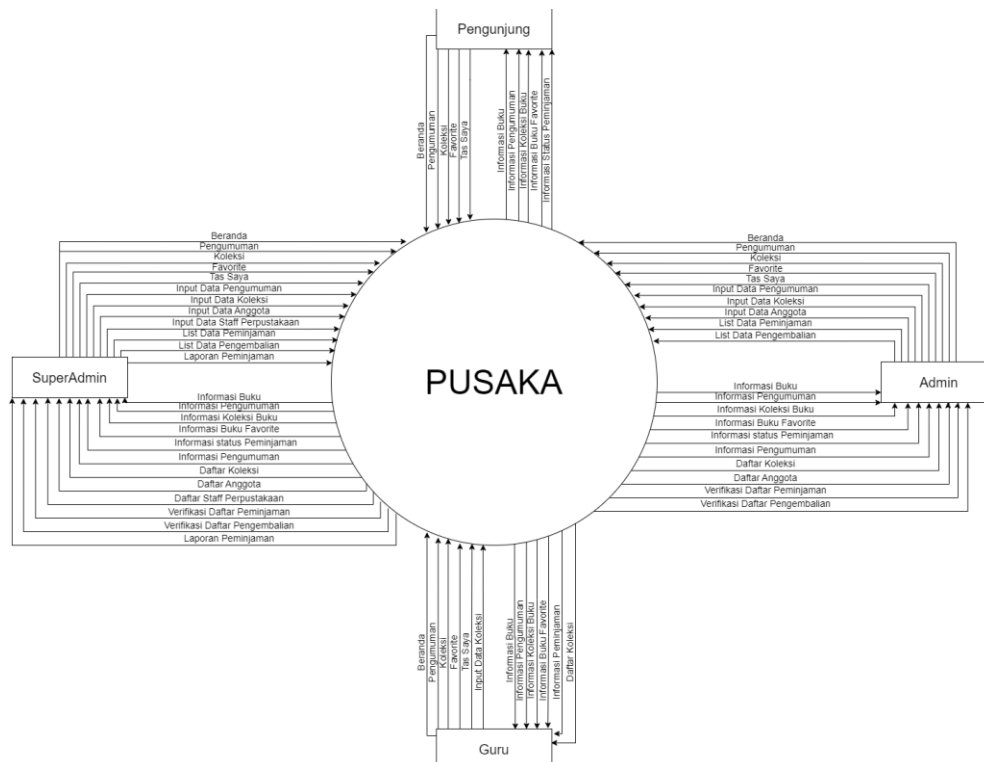 Pengunjung
Beranda
Pengumuman
Koleksi
Favorite
Tas Saya
Informasi Buku
Informasi Pengumuman
Informasi Koleksi Buku
Informasi Buku Favorite
Informasi Status Peminjaman
Beranda
Pengumuman
Koleksi
Favorite
Tas Saya
Input Data Pengumuman
Input Data Koleksi
Input Data Anggota
Input Data Staff Perpustakaan
List Data Peminjaman
List Data Pengembalian
Laporan Peminjaman
SuperAdmin
Informasi Buku
Informasi Pengumuman
Informasi Koleksi Buku
Informasi Buku Favorite
Informasi status Peminjaman
Informasi Pengumuman
Daftar Koleksi
Daftar Anggota
Daftar Staff Perpustakaan
Verifikasi Daftar Peminjaman
Verifikasi Daftar Pengembalian
Laporan Peminjaman
PUSAKA
Beranda
Pengumuman
Koleksi
Favorite
Tas Saya
Input Data Pengumuman
Input Data Koleksi
Input Data Anggota
List Data Peminjaman
List Data Pengembalian
Admin
Informasi Buku
Informasi Pengumuman
Informasi Koleksi Buku
Informasi Buku Favorite
Informasi status Peminjaman
Informasi Pengumuman
Daftar Koleksi
Daftar Anggota
Verifikasi Daftar Peminjaman
Verifikasi Daftar Pengembalian
Beranda
Pengumuman
Koleksi
Favorite
Tas Saya
Input Data Koleksi
Informasi Buku
Informasi Pengumuman
Informasi Koleksi Buku
Informasi Buku Favorite
Informasi Peminjaman
Daftar Koleksi
Guru